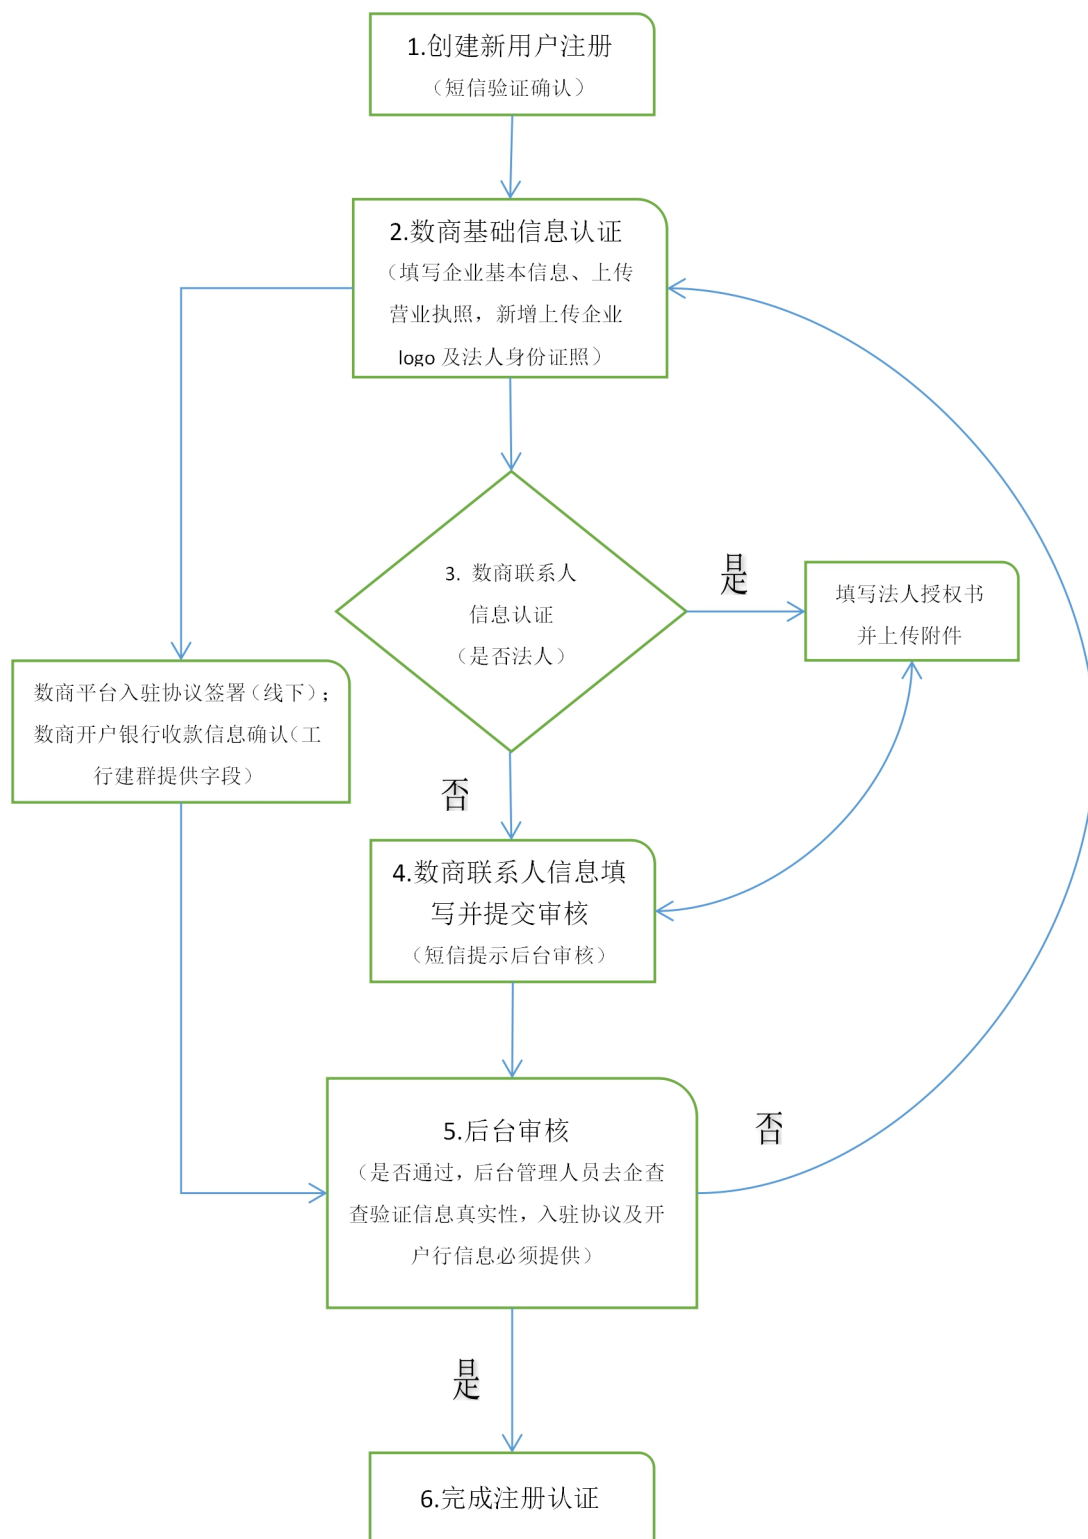 1.创建新用户注册
（短信验证确认）
2.数商基础信息认证
（填写企业基本信息、上传
营业执照，新增上传企业
logo 及法人身份证照）
3. 数商联系人
信息认证
（是否法人）
是
填写法人授权书
并上传附件
数商平台入驻协议签署（线下）；
数商开户银行收款信息确认（工
行建群提供字段）
否
4.数商联系人信息填
写并提交审核
（短信提示后台审核）
5.后台审核
（是否通过，后台管理人员去企查
查验证信息真实性，入驻协议及开
户行信息必须提供）
否
是
6.完成注册认证